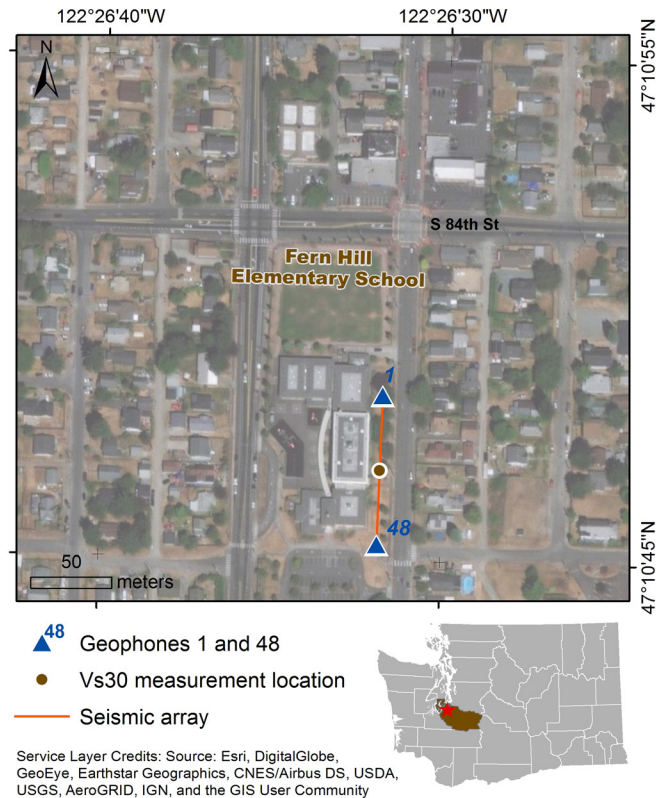 122°26'40"W
122°26'30"W
N
47°10'55"N
S 84th St
Fern Hill
Elementary School
1
48
50
meters
47°10'45"N
48
Geophones 1 and 48
Vs30 measurement location
Seismic array
Service Layer Credits: Source: Esri, DigitalGlobe,
GeoEye, Earthstar Geographics, CNES/Airbus DS, USDA,
USGS, AeroGRID, IGN, and the GIS User Community